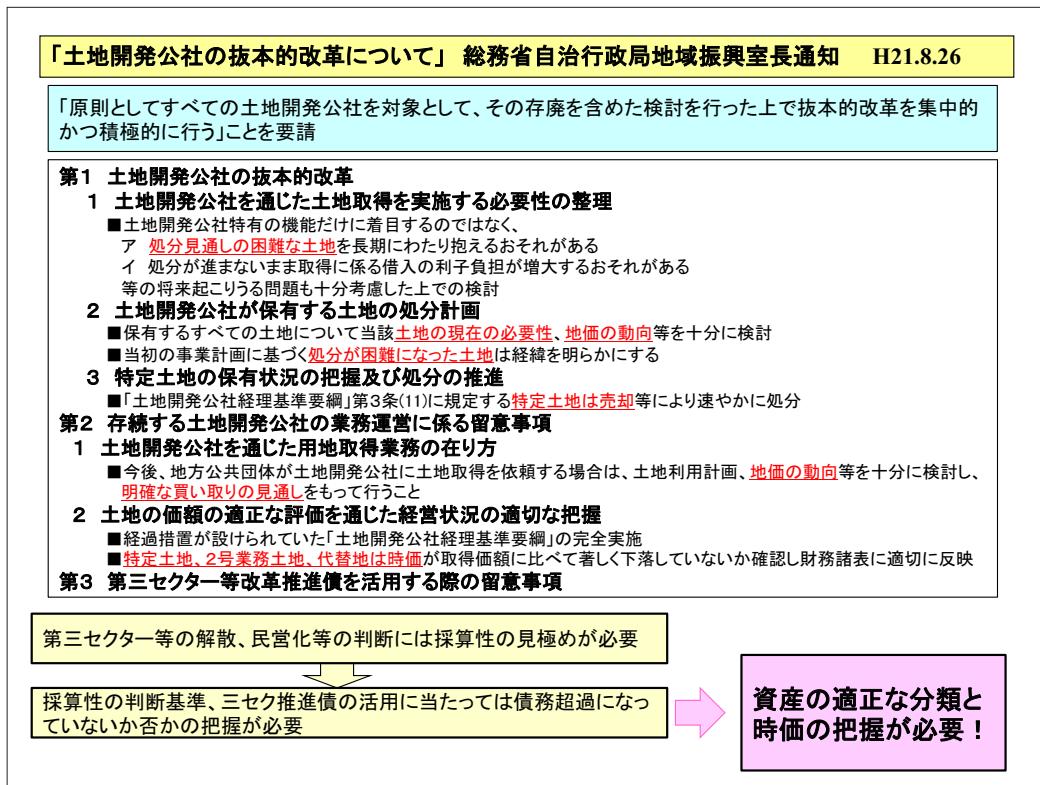 「土地開発公社の抜本的改革について」 総務省自治行政局地域振興室長通知 H21.8.26
「原則としてすべての土地開発公社を対象として、その存廃を含めた検討を行った上で抜本的改革を集中的
かつ積極的に行う」ことを要請
第1 土地開発公社の抜本的改革
1 土地開発公社を通じた土地取得を実施する必要性の整理
■土地開発公社特有の機能だけに着目するのではなく、
ア 処分見通しの困難な土地を長期にわたり抱えるおそれがある
イ 処分が進まないまま取得に係る借入の利子負担が増大するおそれがある
等の将来起こりうる問題も十分考慮した上での検討
2 土地開発公社が保有する土地の処分計画
■保有するすべての土地について当該土地の現在の必要性、地価の動向等を十分に検討
■当初の事業計画に基づく処分が困難になった土地は経緯を明らかにする
3 特定土地の保有状況の把握及び処分の推進
■「土地開発公社経理基準要綱」第3条(11)に規定する特定土地は売却等により速やかに処分
第2 存続する土地開発公社の業務運営に係る留意事項
1 土地開発公社を通じた用地取得業務の在り方
■今後、地方公共団体が土地開発公社に土地取得を依頼する場合は、土地利用計画、地価の動向等を十分に検討し、
明確な買い取りの見通しをもって行うこと
2 土地の価額の適正な評価を通じた経営状況の適切な把握
■経過措置が設けられていた「土地開発公社経理基準要綱」の完全実施
■特定土地、2号業務土地、代替地は時価が取得価額に比べて著しく下落していないか確認し財務諸表に適切に反映
第3 第三セクター等改革推進債を活用する際の留意事項
第三セクター等の解散、民営化等の判断には採算性の見極めが必要
採算性の判断基準、三セク推進債の活用に当たっては債務超過になっ
ていないか否かの把握が必要
資産の適正な分類と
時価の把握が必要！